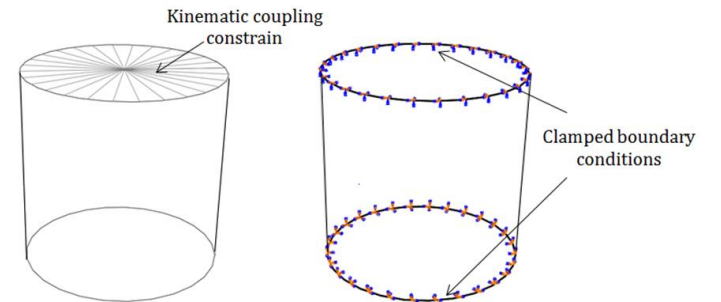 Kinematic coupling
constrain
Clamped boundary
conditions